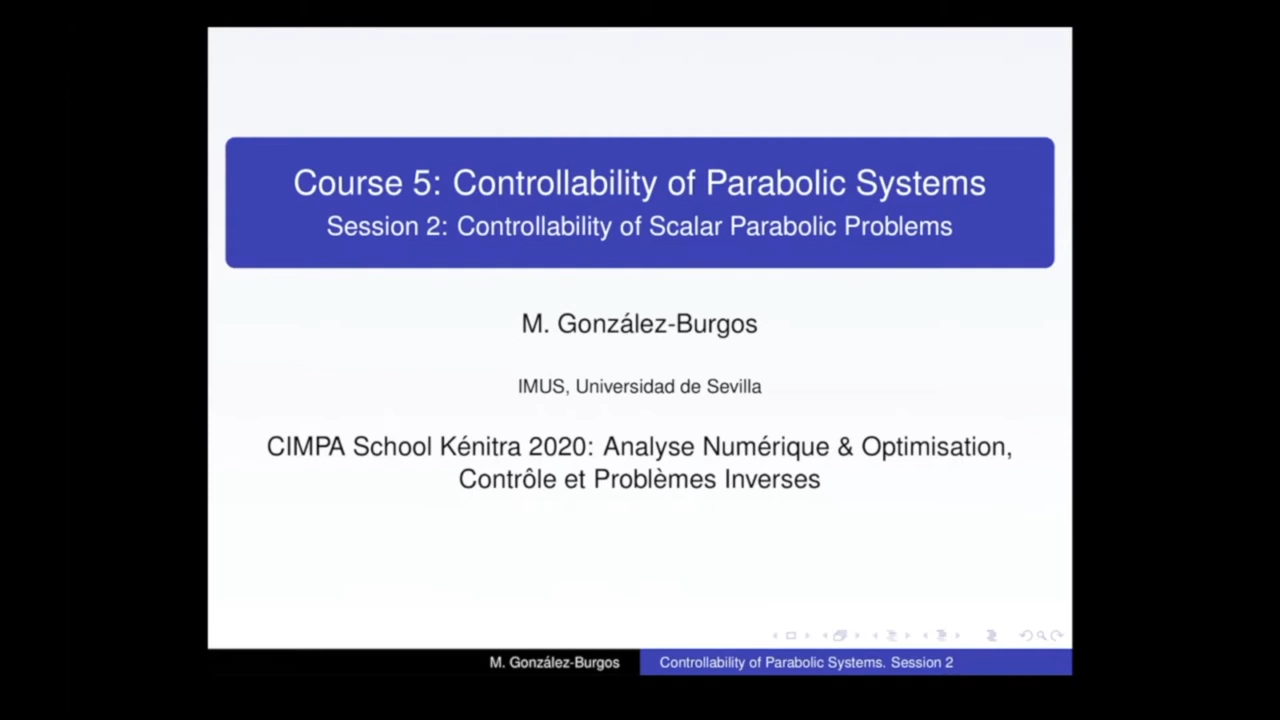 Course 5: Controllability of Parabolic Systems
Session 2: Controllability of Scalar Parabolic Problems
M. González-Burgos
IMUS, Universidad de Sevilla
CIMPA School Kénitra 2020: Analyse Numérique & Optimisation,
Contrôle et Problèmes Inverses
M. González-Burgos
Controllability of Parabolic Systems. Session 2